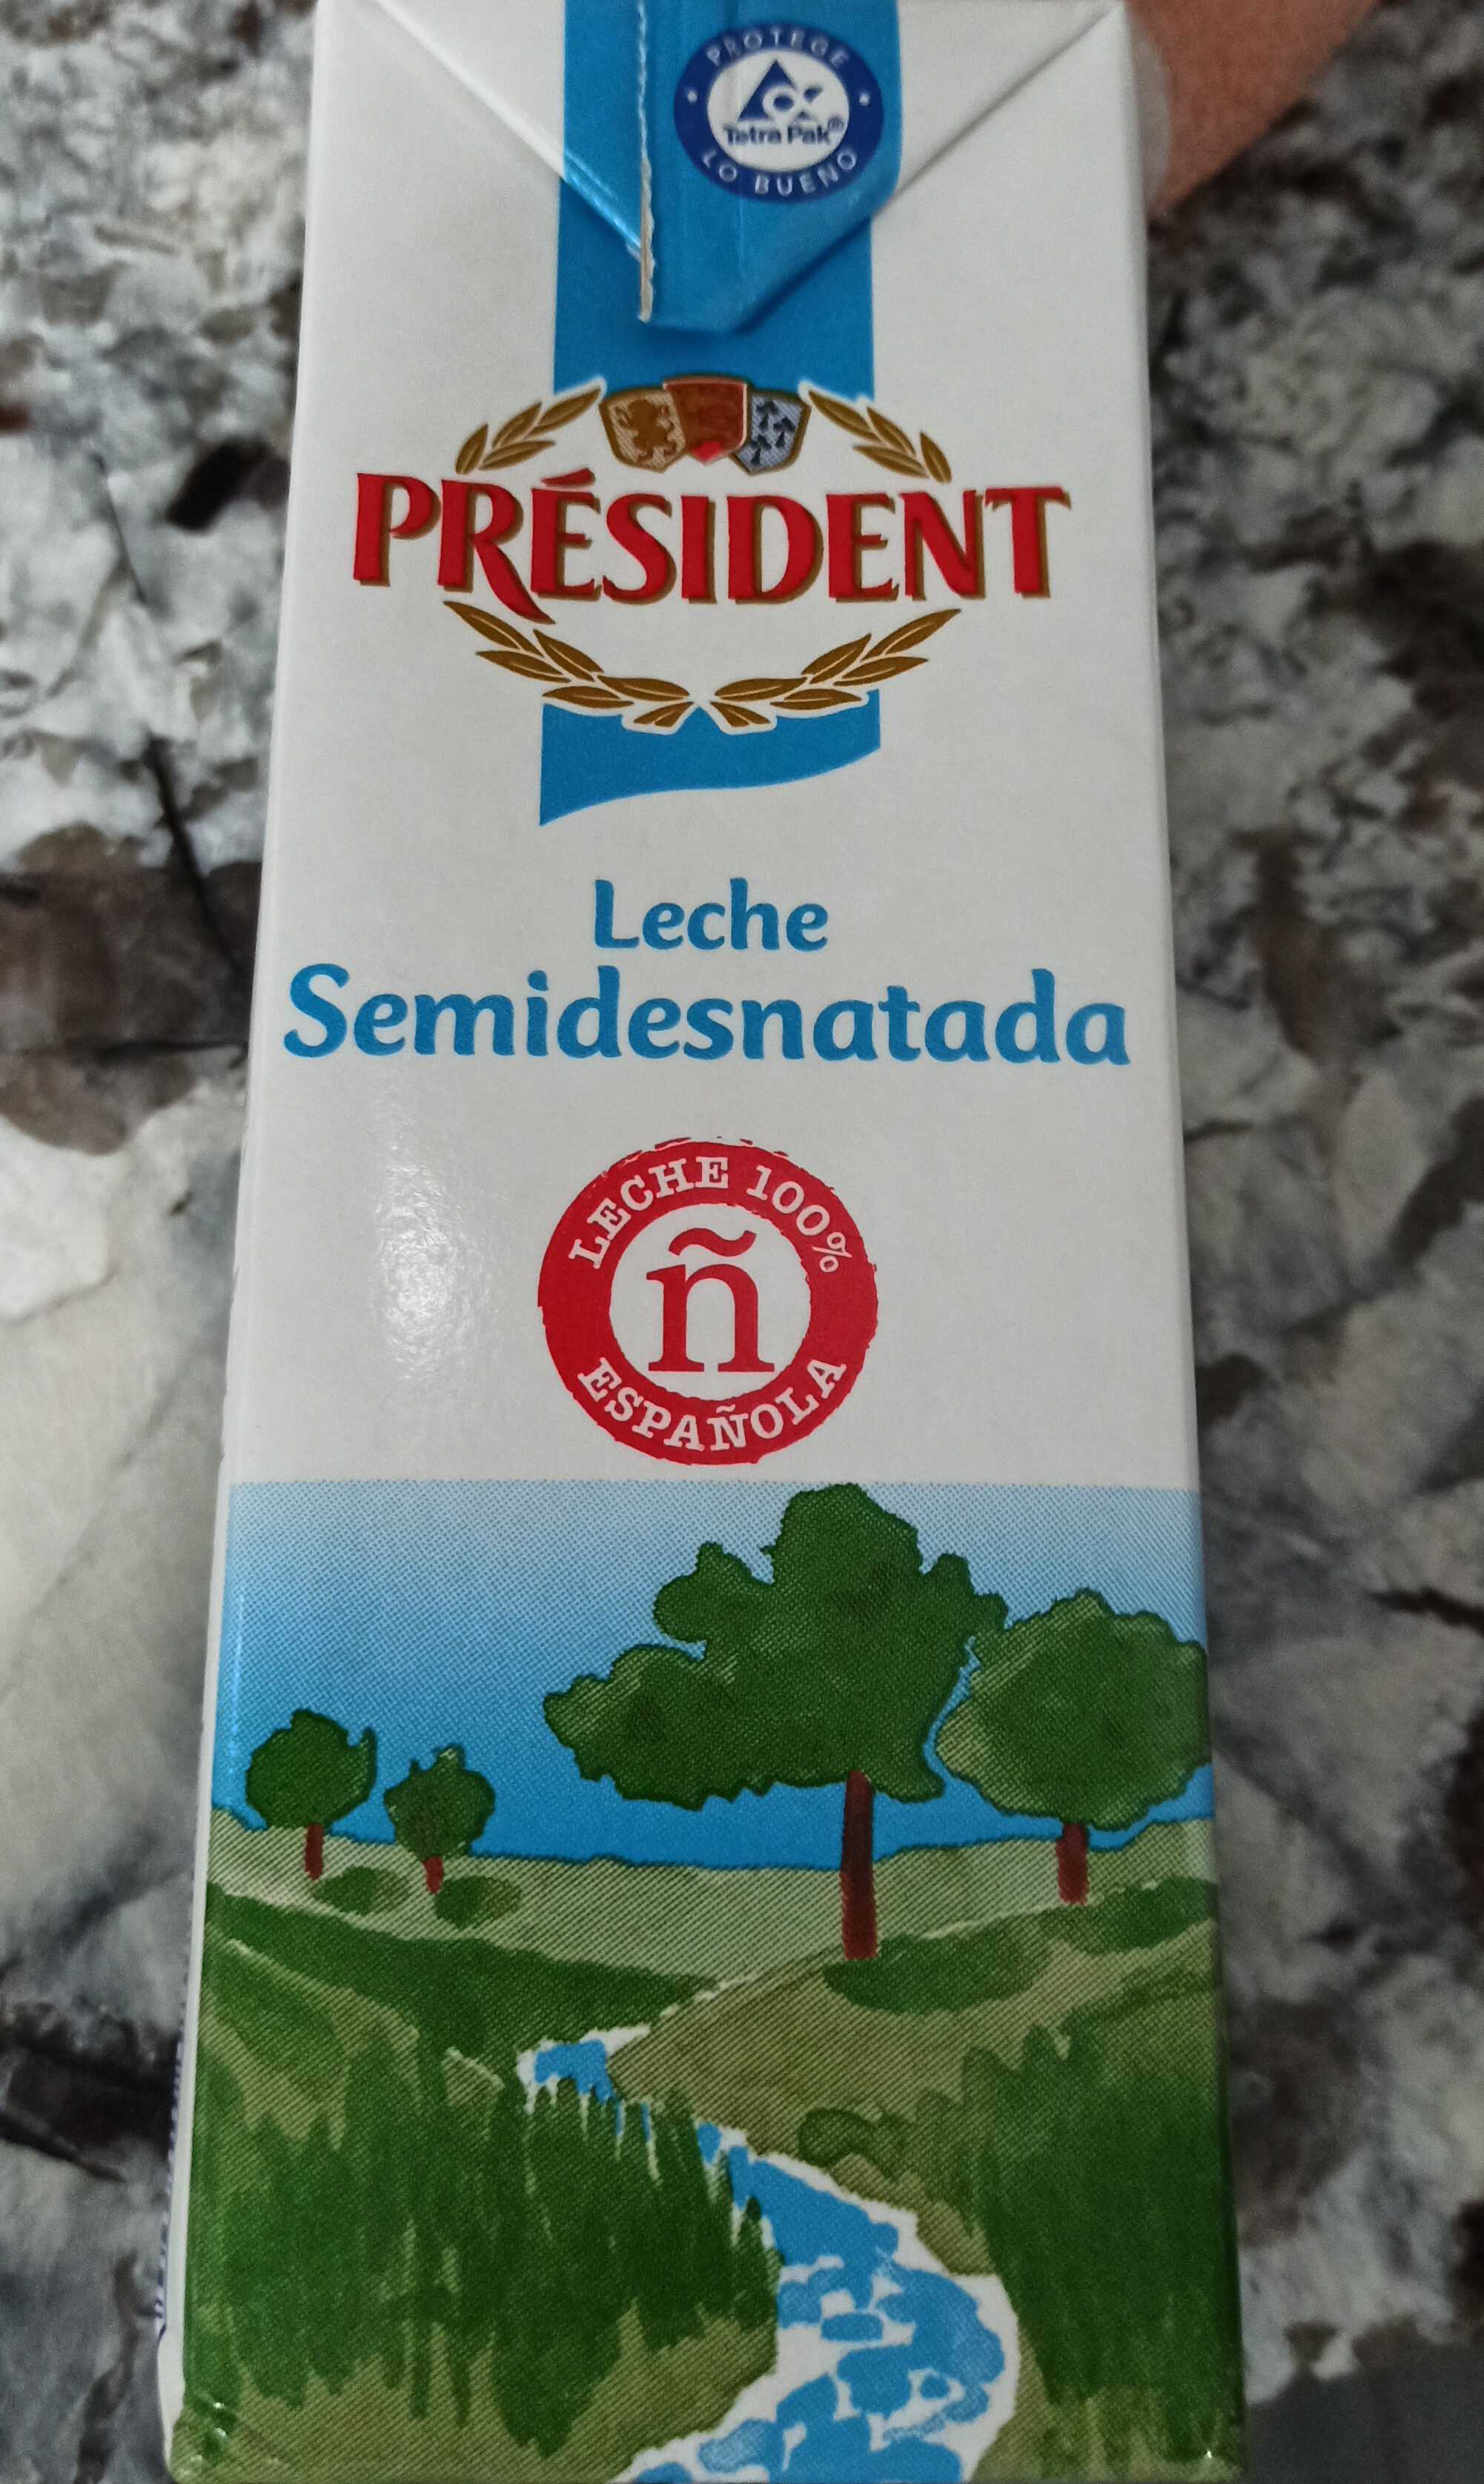 PROTEGE
Tetra Pak®
LO BUENO
PRÉSIDENT
Leche
Semidesnatada
LECHE 100%
ñ
ESPAÑOLA